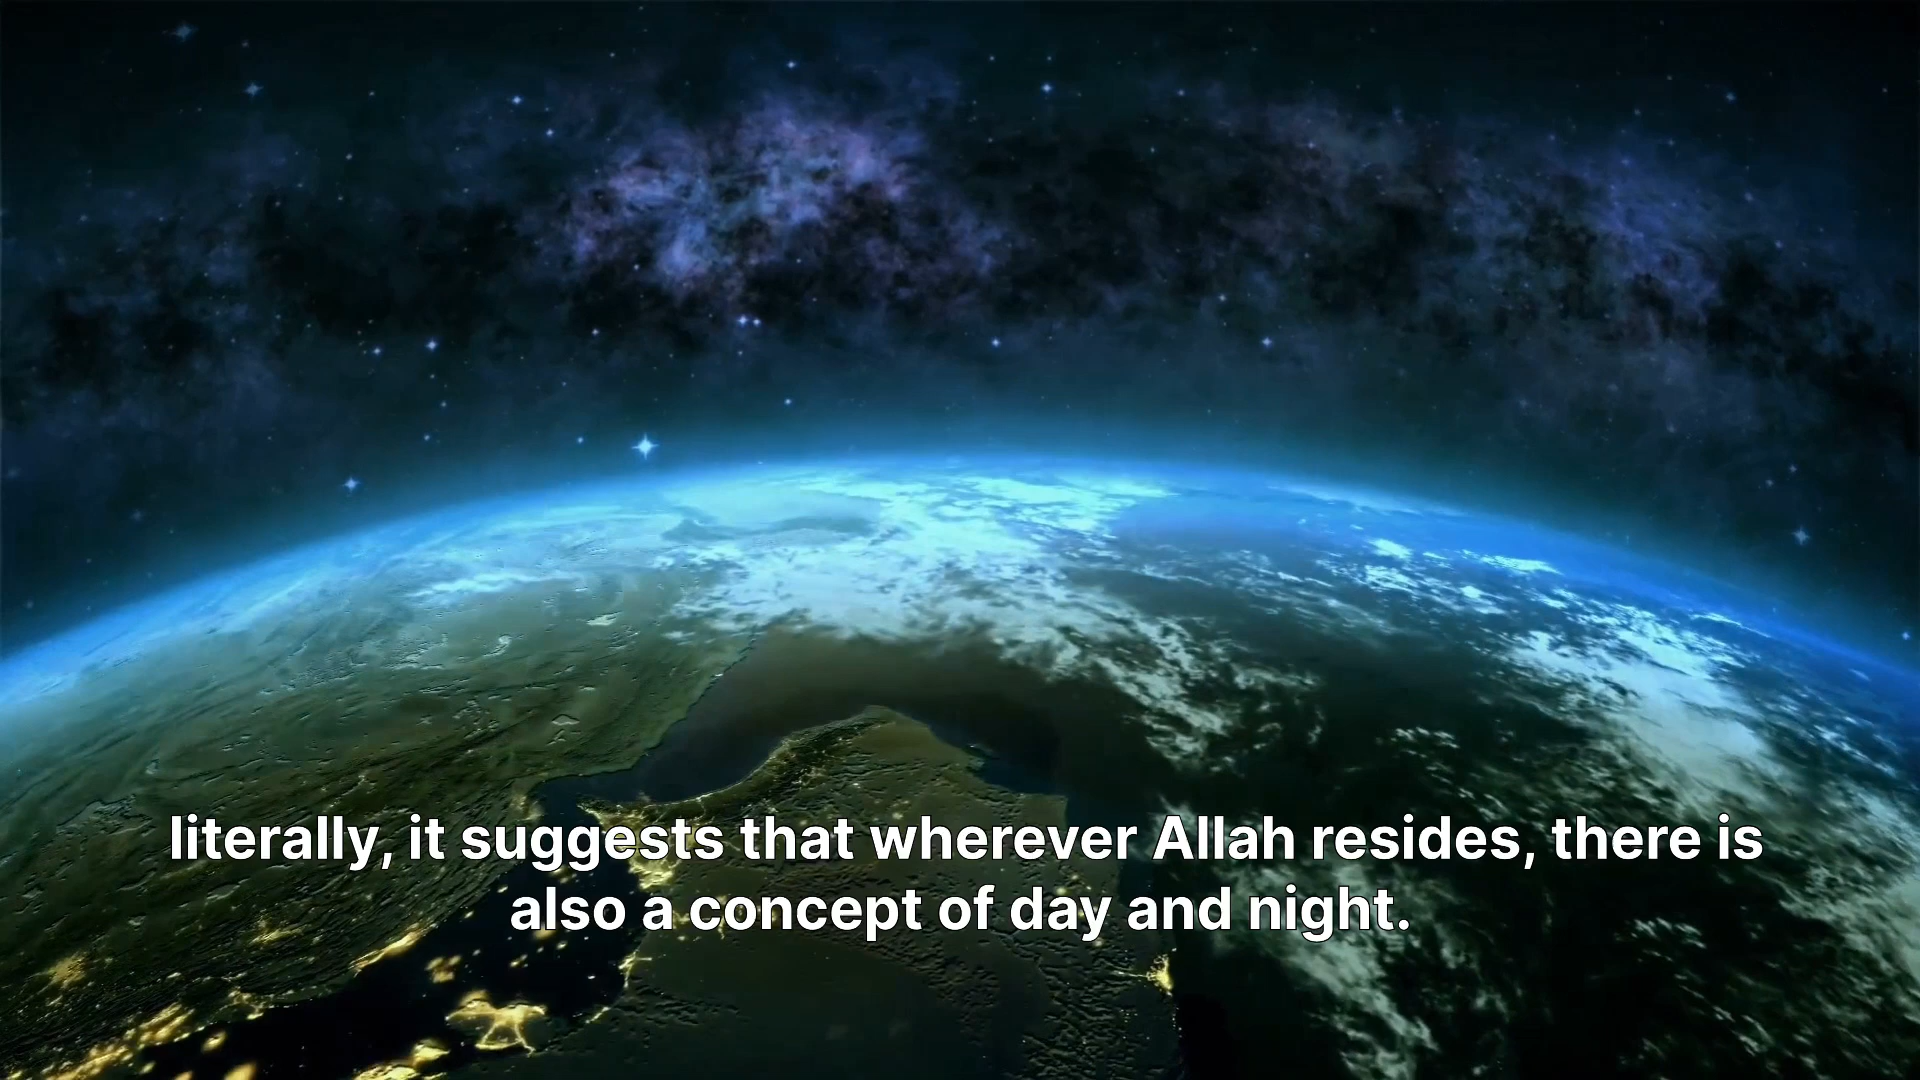 literally, it suggests that wherever Allah resides, there is
also a concept of day and night.